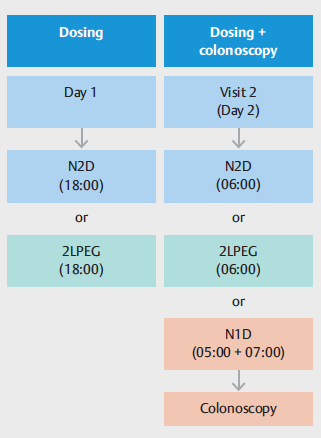 Dosing
Day 1
N2D
(18:00)
or
2LPEG
(18:00)
Dosing +
colonoscopy
Visit 2
(Day 2)
N2D
(06:00)
or
2LPEG
(06:00)
or
N1D
(05:00 + 07:00)
Colonoscopy